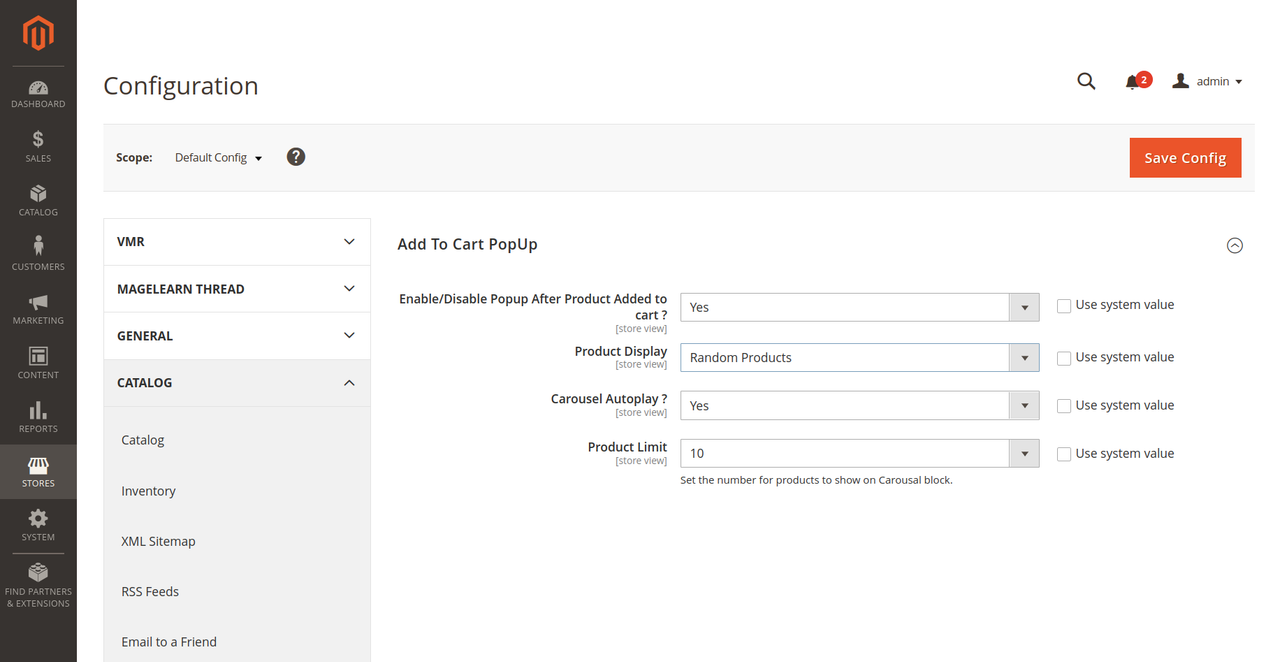 DASHBOARD
SALES
CATALOG
CUSTOMERS
MARKETING
CONTENT
REPORTS
STORES
SYSTEM
FIND PARTNERS
& EXTENSIONS
Configuration
2
admin
Scope:
Default Config
?
Save Config
VMR
MAGELEARN THREAD
GENERAL
CATALOG
Catalog
Inventory
XML Sitemap
RSS Feeds
Email to a Friend
Add To Cart PopUp
Enable/Disable Popup After Product Added to
cart ?
[store view]
Yes
Use system value
Product Display
[store view]
Random Products
Use system value
Carousel Autoplay ?
[store view]
Yes
Use system value
Product Limit
[store view]
10
Use system value
Set the number for products to show on Carousal block.